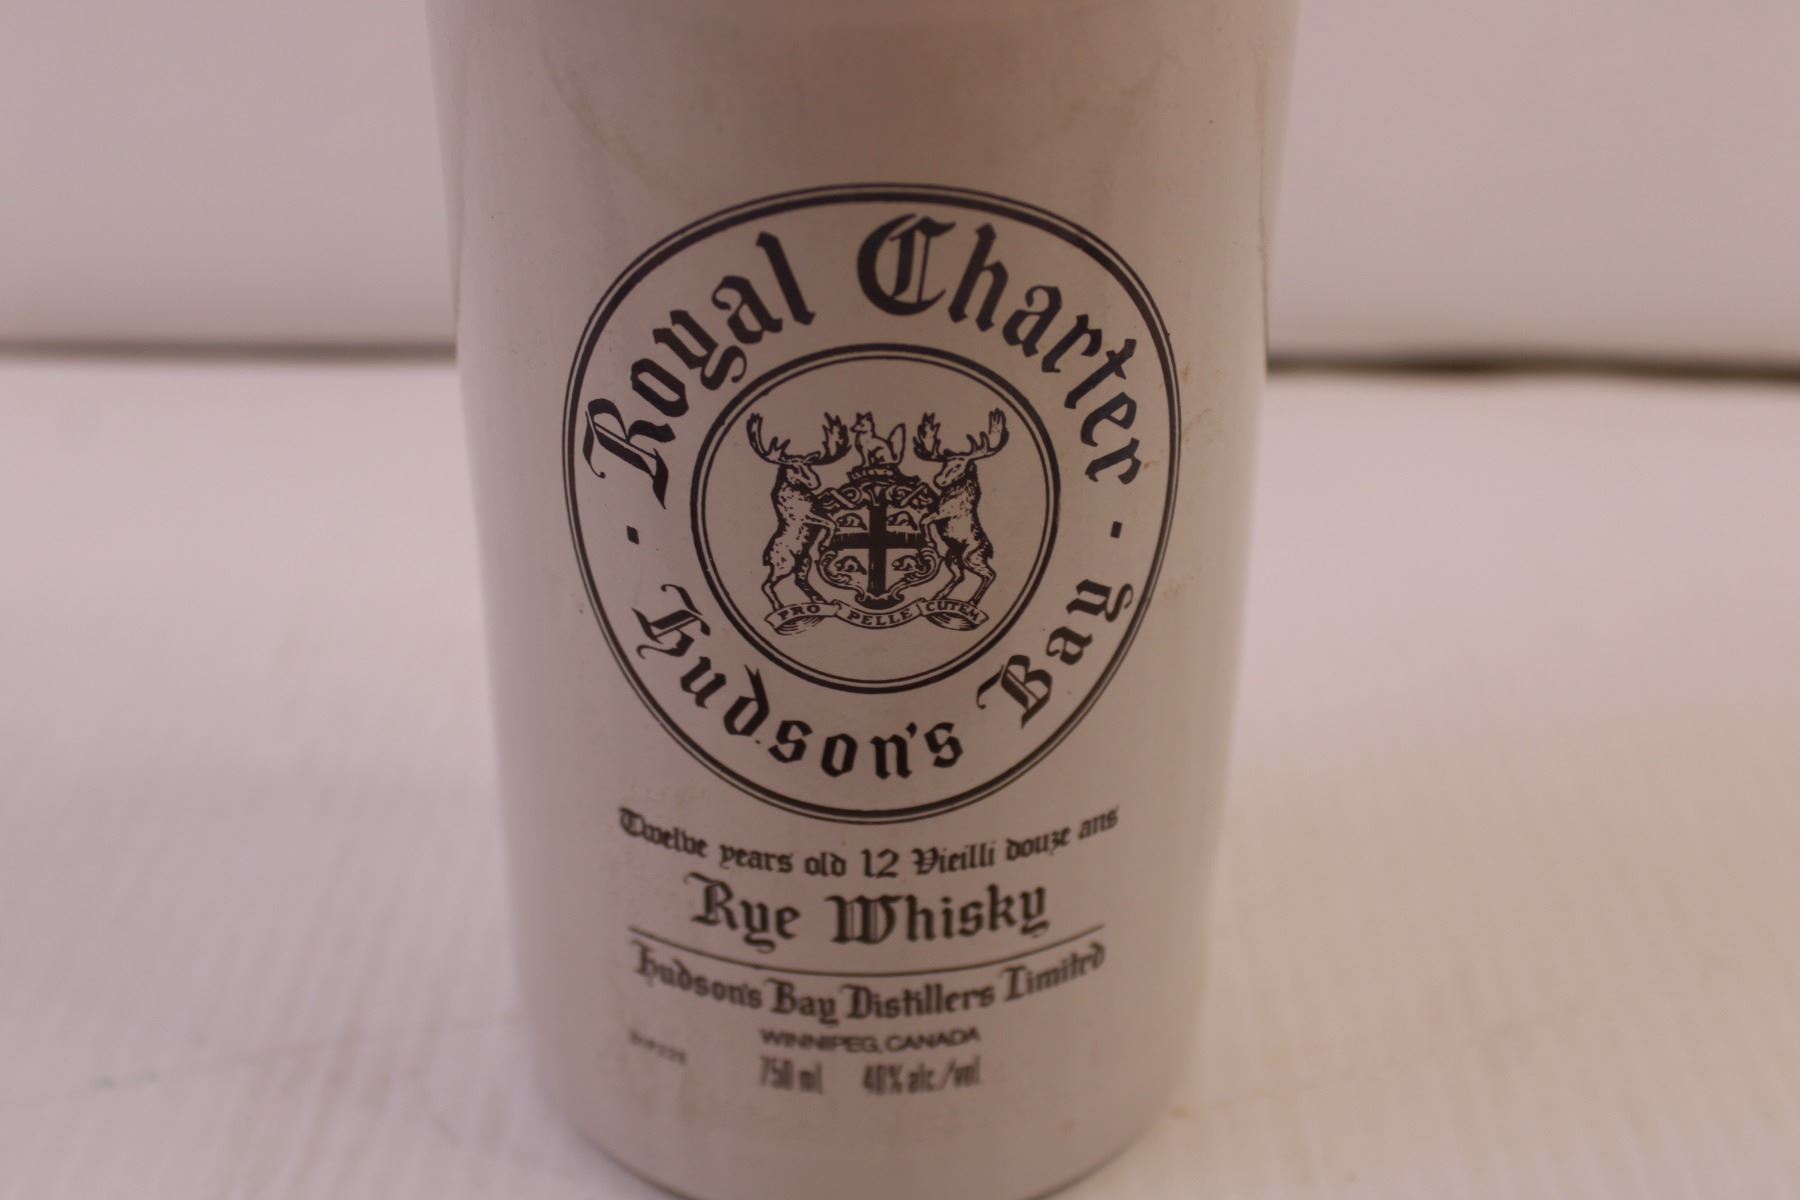 Royal Charter
Hudson's Bay
PRO PELLE CUTEM
Twelve years old 12 Vieilli douze ans
Rye Whisky
Hudson's Bay Distillers Limited
WINNIPEG, CANADA
750 ml 40% alc./vol.